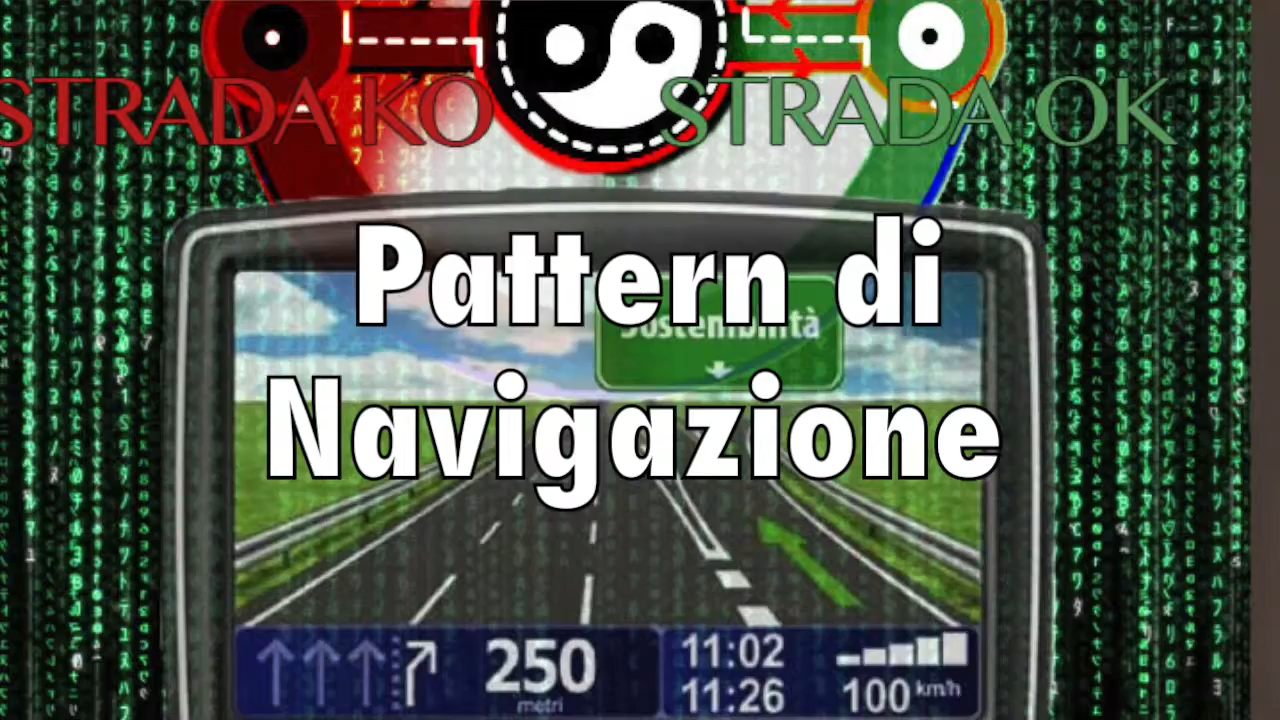 STRADA KO STRADA OK
Pattern di
Sostenibilità
Navigazione
250
metri
11:02
11:26
100 km/h